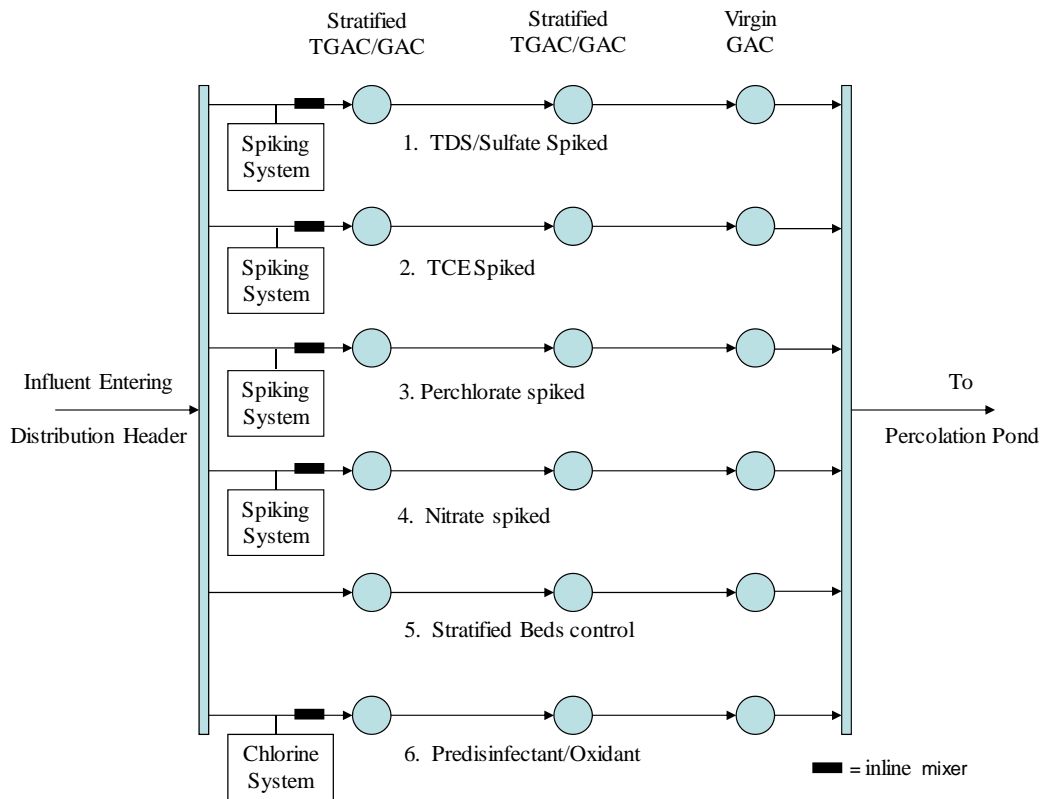 Stratified
TGAC/GAC
Stratified
TGAC/GAC
Virgin
GAC
Spiking
System
1. TDS/Sulfate Spiked
Spiking
System
2. TCE Spiked
Spiking
System
3. Perchlorate spiked
Influent Entering
Distribution Header
To
Percolation Pond
Spiking
System
4. Nitrate spiked
5. Stratified Beds control
Chlorine
System
6. Predisinfectant/Oxidant
= inline mixer